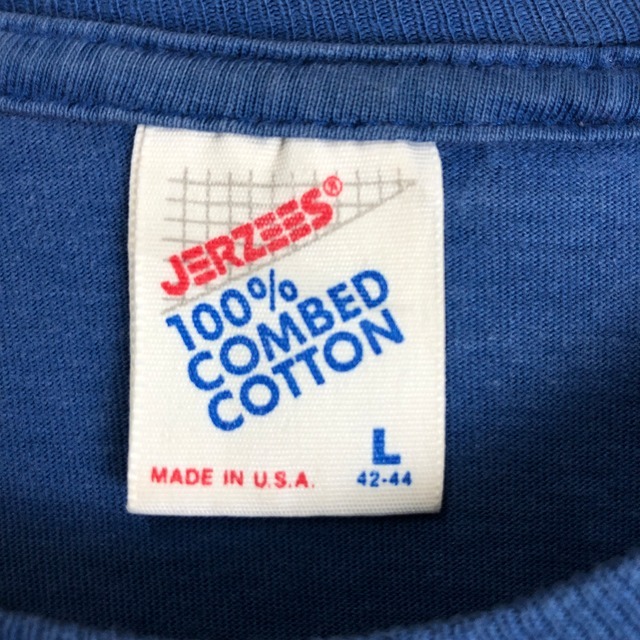 JERZEES®
100%
COMBED
COTTON
L
MADE IN U.S.A. 42-44